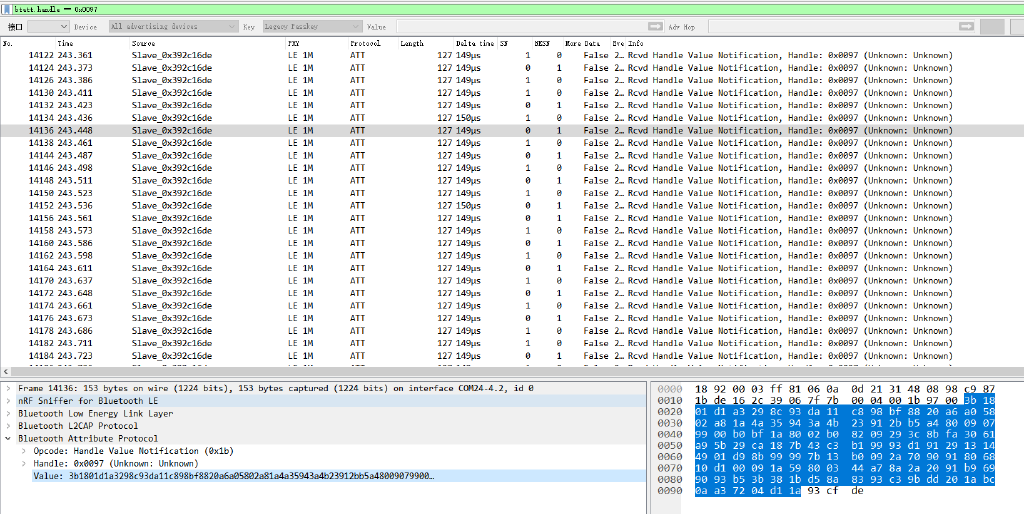 btatt.handle == 0x0097
接口 Device All advertising devices Key Legacy Passkey Value Adv Hop
No. Time Source PHY Protocol Length Delta time SN NESN More Data Eve Info
14122 243.361 Slave_0x392c16de LE 1M ATT 127 149µs 1 0 False 2… Rcvd Handle Value Notification, Handle: 0x0097 (Unknown: Unknown)
14124 243.373 Slave_0x392c16de LE 1M ATT 127 149µs 0 1 False 2… Rcvd Handle Value Notification, Handle: 0x0097 (Unknown: Unknown)
14126 243.386 Slave_0x392c16de LE 1M ATT 127 149µs 1 0 False 2… Rcvd Handle Value Notification, Handle: 0x0097 (Unknown: Unknown)
14130 243.411 Slave_0x392c16de LE 1M ATT 127 149µs 1 0 False 2… Rcvd Handle Value Notification, Handle: 0x0097 (Unknown: Unknown)
14132 243.423 Slave_0x392c16de LE 1M ATT 127 149µs 0 1 False 2… Rcvd Handle Value Notification, Handle: 0x0097 (Unknown: Unknown)
14134 243.436 Slave_0x392c16de LE 1M ATT 127 150µs 1 0 False 2… Rcvd Handle Value Notification, Handle: 0x0097 (Unknown: Unknown)
14136 243.448 Slave_0x392c16de LE 1M ATT 127 149µs 0 1 False 2… Rcvd Handle Value Notification, Handle: 0x0097 (Unknown: Unknown)
14138 243.461 Slave_0x392c16de LE 1M ATT 127 149µs 1 0 False 2… Rcvd Handle Value Notification, Handle: 0x0097 (Unknown: Unknown)
14144 243.487 Slave_0x392c16de LE 1M ATT 127 149µs 0 1 False 2… Rcvd Handle Value Notification, Handle: 0x0097 (Unknown: Unknown)
14146 243.498 Slave_0x392c16de LE 1M ATT 127 149µs 1 0 False 2… Rcvd Handle Value Notification, Handle: 0x0097 (Unknown: Unknown)
14148 243.511 Slave_0x392c16de LE 1M ATT 127 149µs 0 1 False 2… Rcvd Handle Value Notification, Handle: 0x0097 (Unknown: Unknown)
14150 243.523 Slave_0x392c16de LE 1M ATT 127 149µs 1 0 False 2… Rcvd Handle Value Notification, Handle: 0x0097 (Unknown: Unknown)
14152 243.536 Slave_0x392c16de LE 1M ATT 127 150µs 0 1 False 2… Rcvd Handle Value Notification, Handle: 0x0097 (Unknown: Unknown)
14156 243.561 Slave_0x392c16de LE 1M ATT 127 149µs 0 1 False 2… Rcvd Handle Value Notification, Handle: 0x0097 (Unknown: Unknown)
14158 243.573 Slave_0x392c16de LE 1M ATT 127 149µs 1 0 False 2… Rcvd Handle Value Notification, Handle: 0x0097 (Unknown: Unknown)
14160 243.586 Slave_0x392c16de LE 1M ATT 127 149µs 0 1 False 2… Rcvd Handle Value Notification, Handle: 0x0097 (Unknown: Unknown)
14162 243.598 Slave_0x392c16de LE 1M ATT 127 149µs 1 0 False 2… Rcvd Handle Value Notification, Handle: 0x0097 (Unknown: Unknown)
14164 243.611 Slave_0x392c16de LE 1M ATT 127 149µs 0 1 False 2… Rcvd Handle Value Notification, Handle: 0x0097 (Unknown: Unknown)
14170 243.637 Slave_0x392c16de LE 1M ATT 127 149µs 1 0 False 2… Rcvd Handle Value Notification, Handle: 0x0097 (Unknown: Unknown)
14172 243.648 Slave_0x392c16de LE 1M ATT 127 149µs 0 1 False 2… Rcvd Handle Value Notification, Handle: 0x0097 (Unknown: Unknown)
14174 243.661 Slave_0x392c16de LE 1M ATT 127 149µs 1 0 False 2… Rcvd Handle Value Notification, Handle: 0x0097 (Unknown: Unknown)
14176 243.673 Slave_0x392c16de LE 1M ATT 127 149µs 0 1 False 2… Rcvd Handle Value Notification, Handle: 0x0097 (Unknown: Unknown)
14178 243.686 Slave_0x392c16de LE 1M ATT 127 149µs 1 0 False 2… Rcvd Handle Value Notification, Handle: 0x0097 (Unknown: Unknown)
14182 243.711 Slave_0x392c16de LE 1M ATT 127 149µs 1 0 False 2… Rcvd Handle Value Notification, Handle: 0x0097 (Unknown: Unknown)
14184 243.723 Slave_0x392c16de LE 1M ATT 127 149µs 0 1 False 2… Rcvd Handle Value Notification, Handle: 0x0097 (Unknown: Unknown)
Frame 14136: 153 bytes on wire (1224 bits), 153 bytes captured (1224 bits) on interface COM24-4.2, id 0
nRF Sniffer for Bluetooth LE
Bluetooth Low Energy Link Layer
Bluetooth L2CAP Protocol
Bluetooth Attribute Protocol
Opcode: Handle Value Notification (0x1b)
Handle: 0x0097 (Unknown: Unknown)
Value: 3b1801d1a3298c93da11c898bf8820a6a05802a81a4a35943a4b23912bb5a48009079900…
0000 18 92 00 03 ff 81 06 0a 0d 21 31 48 08 98 c9 87
0010 1b de 16 2c 39 06 7f 7b 00 04 00 1b 97 00 3b 18
0020 01 d1 a3 29 8c 93 da 11 c8 98 bf 88 20 a6 a0 58
0030 02 a8 1a 4a 35 94 3a 4b 23 91 2b b5 a4 80 09 07
0040 99 00 b0 bf 1a 80 02 b0 82 09 29 3c 8b fa 30 61
0050 a9 5b 29 ca 18 7b 43 c3 b1 99 93 d1 91 29 13 14
0060 49 01 d9 8b 99 99 7b 13 b0 09 2a 70 90 91 80 68
0070 10 d1 00 09 1a 59 80 03 44 a7 8a 2a 20 91 b9 69
0080 90 93 b5 3b 38 1b d5 8a 83 93 c3 9b dd 20 1a bc
0090 0a a3 72 04 d1 1a 93 cf de